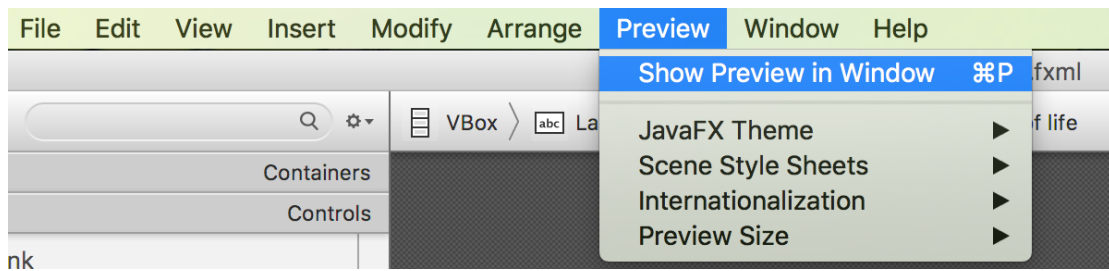 File Edit View Insert Modify Arrange Preview Window Help
Show Preview in Window ⌘P
.fxml
VBox abc La
f life
JavaFX Theme
Scene Style Sheets
Internationalization
Preview Size
Containers
Controls
nk